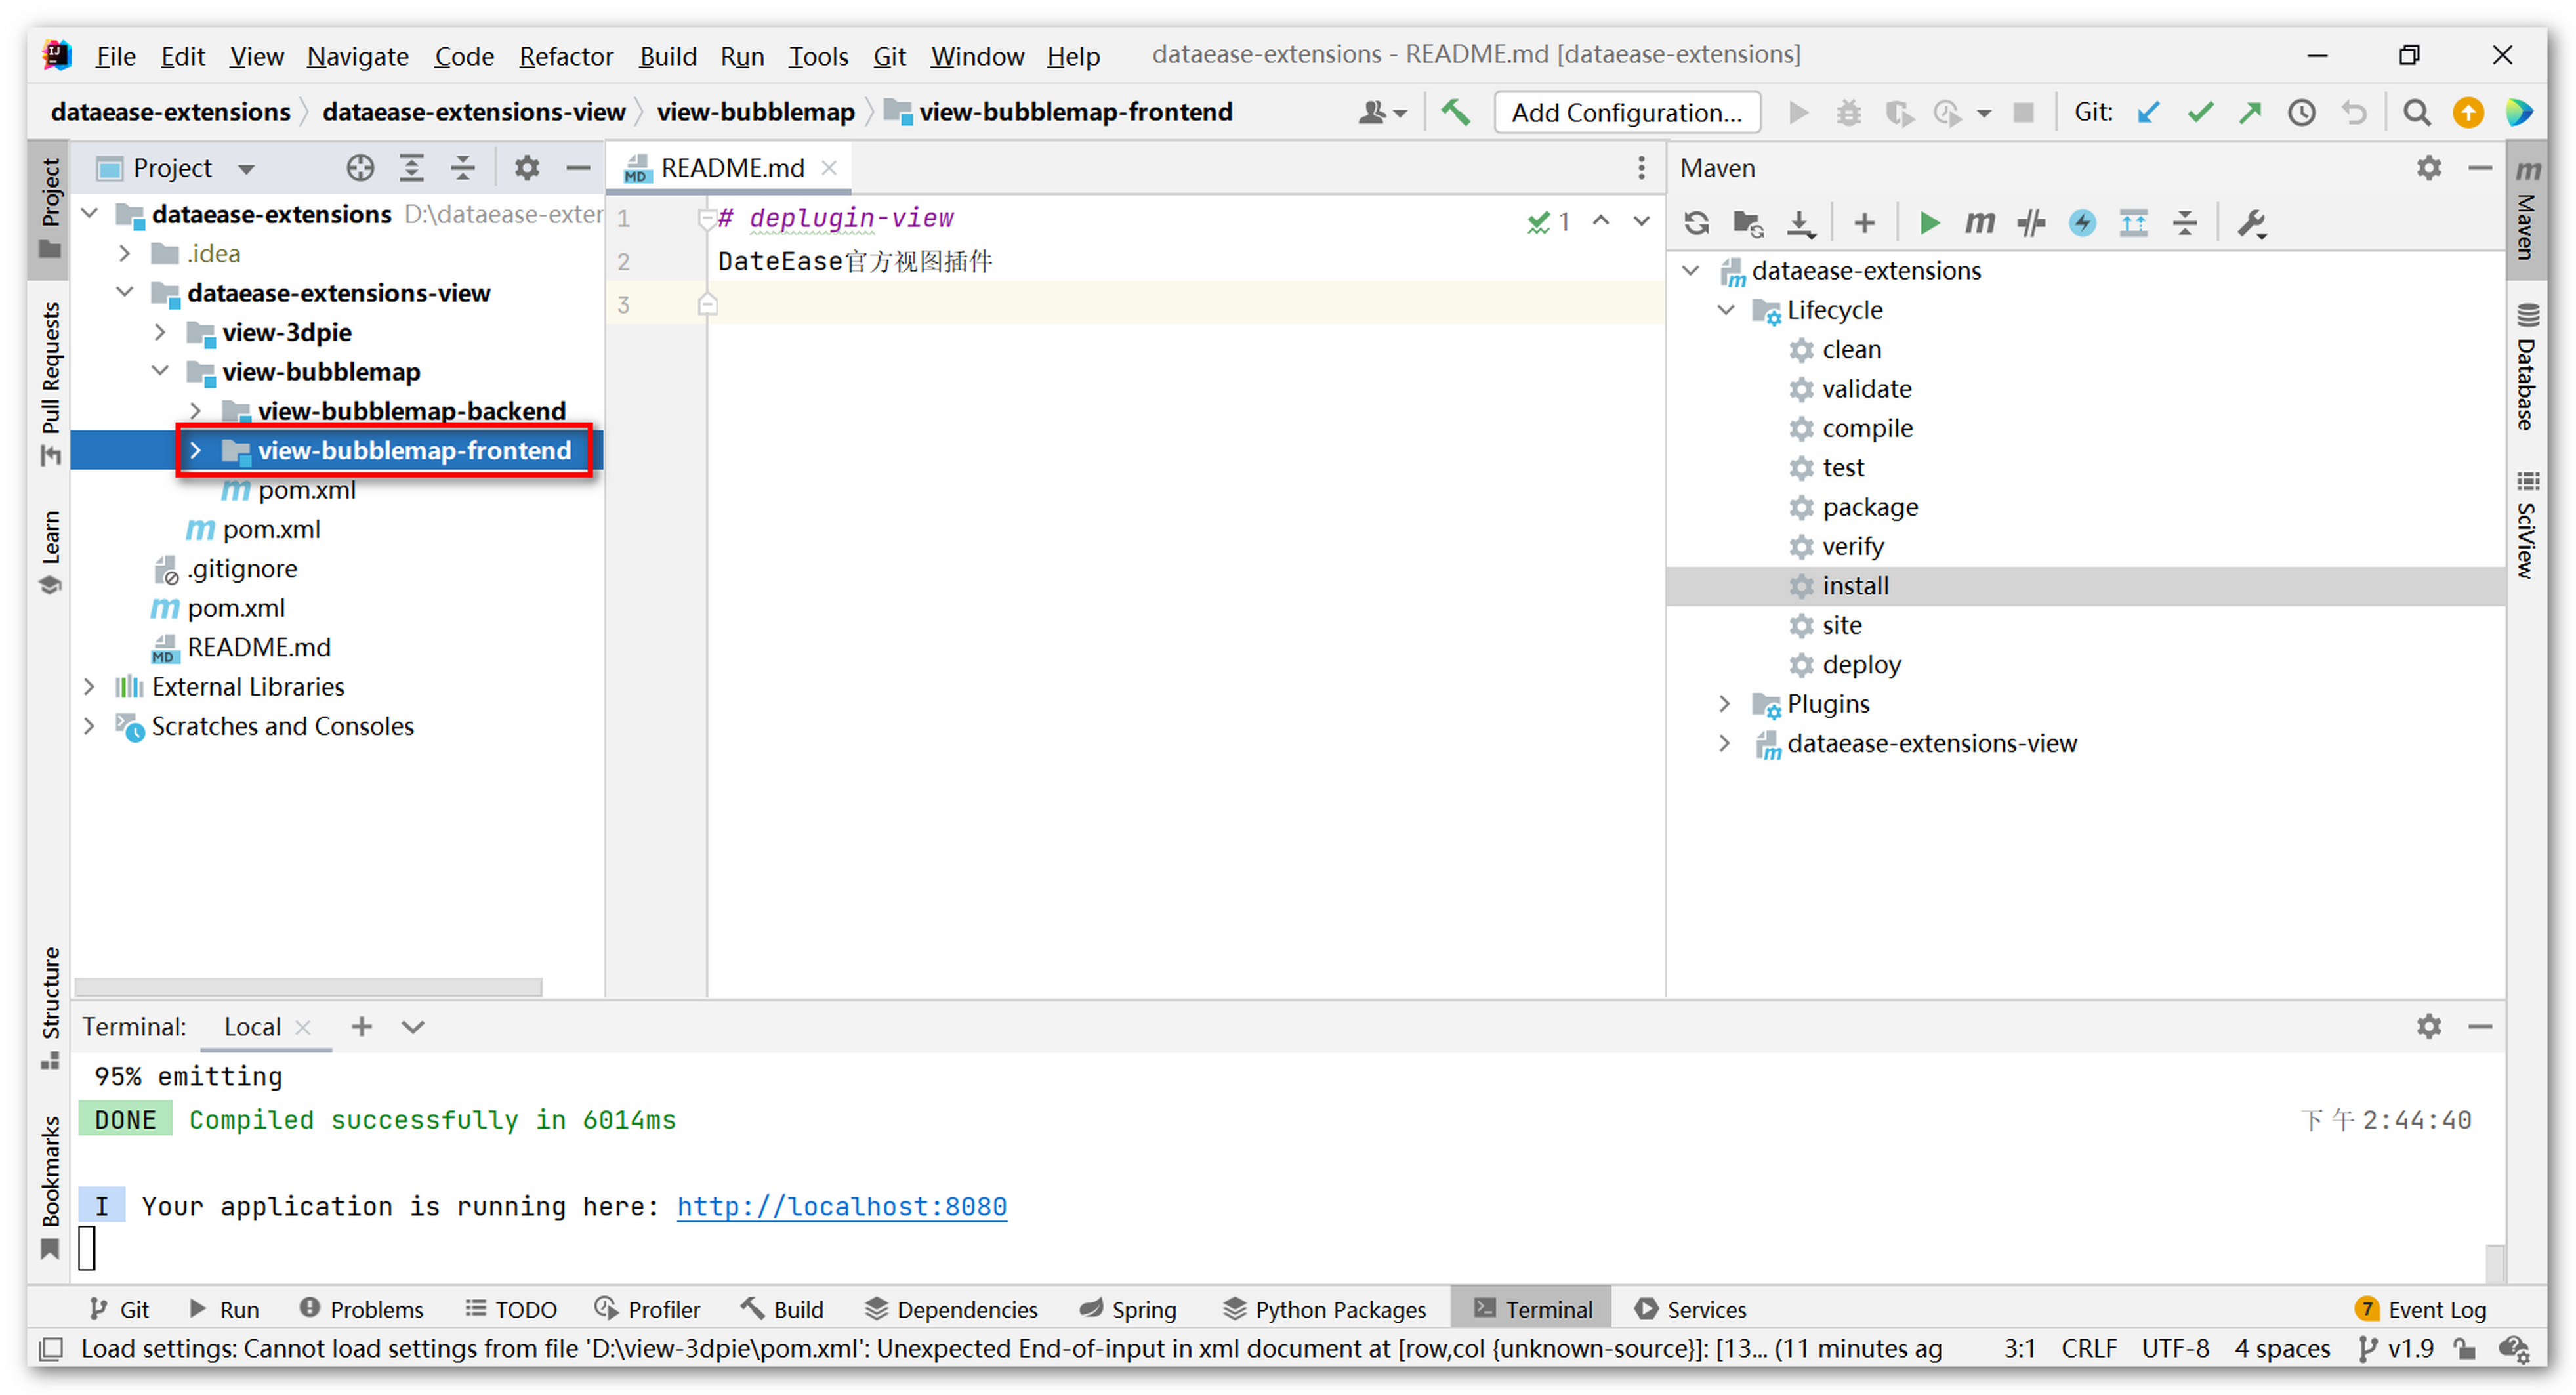 File Edit View Navigate Code Refactor Build Run Tools Git Window Help dataease-extensions - README.md [dataease-extensions]
dataease-extensions dataease-extensions-view view-bubblemap view-bubblemap-frontend Add Configuration... Git:
Project
Pull Requests
Learn
Structure
Bookmarks
Project
dataease-extensions D:\dataease-exter
.idea
dataease-extensions-view
view-3dpie
view-bubblemap
view-bubblemap-backend
view-bubblemap-frontend
pom.xml
pom.xml
.gitignore
pom.xml
README.md
External Libraries
Scratches and Consoles
README.md
1 # deplugin-view 1
2 DateEase官方视图插件
3
Maven
dataease-extensions
Lifecycle
clean
validate
compile
test
package
verify
install
site
deploy
Plugins
dataease-extensions-view
Maven
Database
SciView
Terminal: Local
95% emitting
DONE Compiled successfully in 6014ms 下午2:44:40
I Your application is running here: http://localhost:8080
Git Run Problems TODO Profiler Build Dependencies Spring Python Packages Terminal Services 7 Event Log
Load settings: Cannot load settings from file 'D:\view-3dpie\pom.xml': Unexpected End-of-input in xml document at [row,col {unknown-source}]: [13... (11 minutes ag 3:1 CRLF UTF-8 4 spaces v1.9